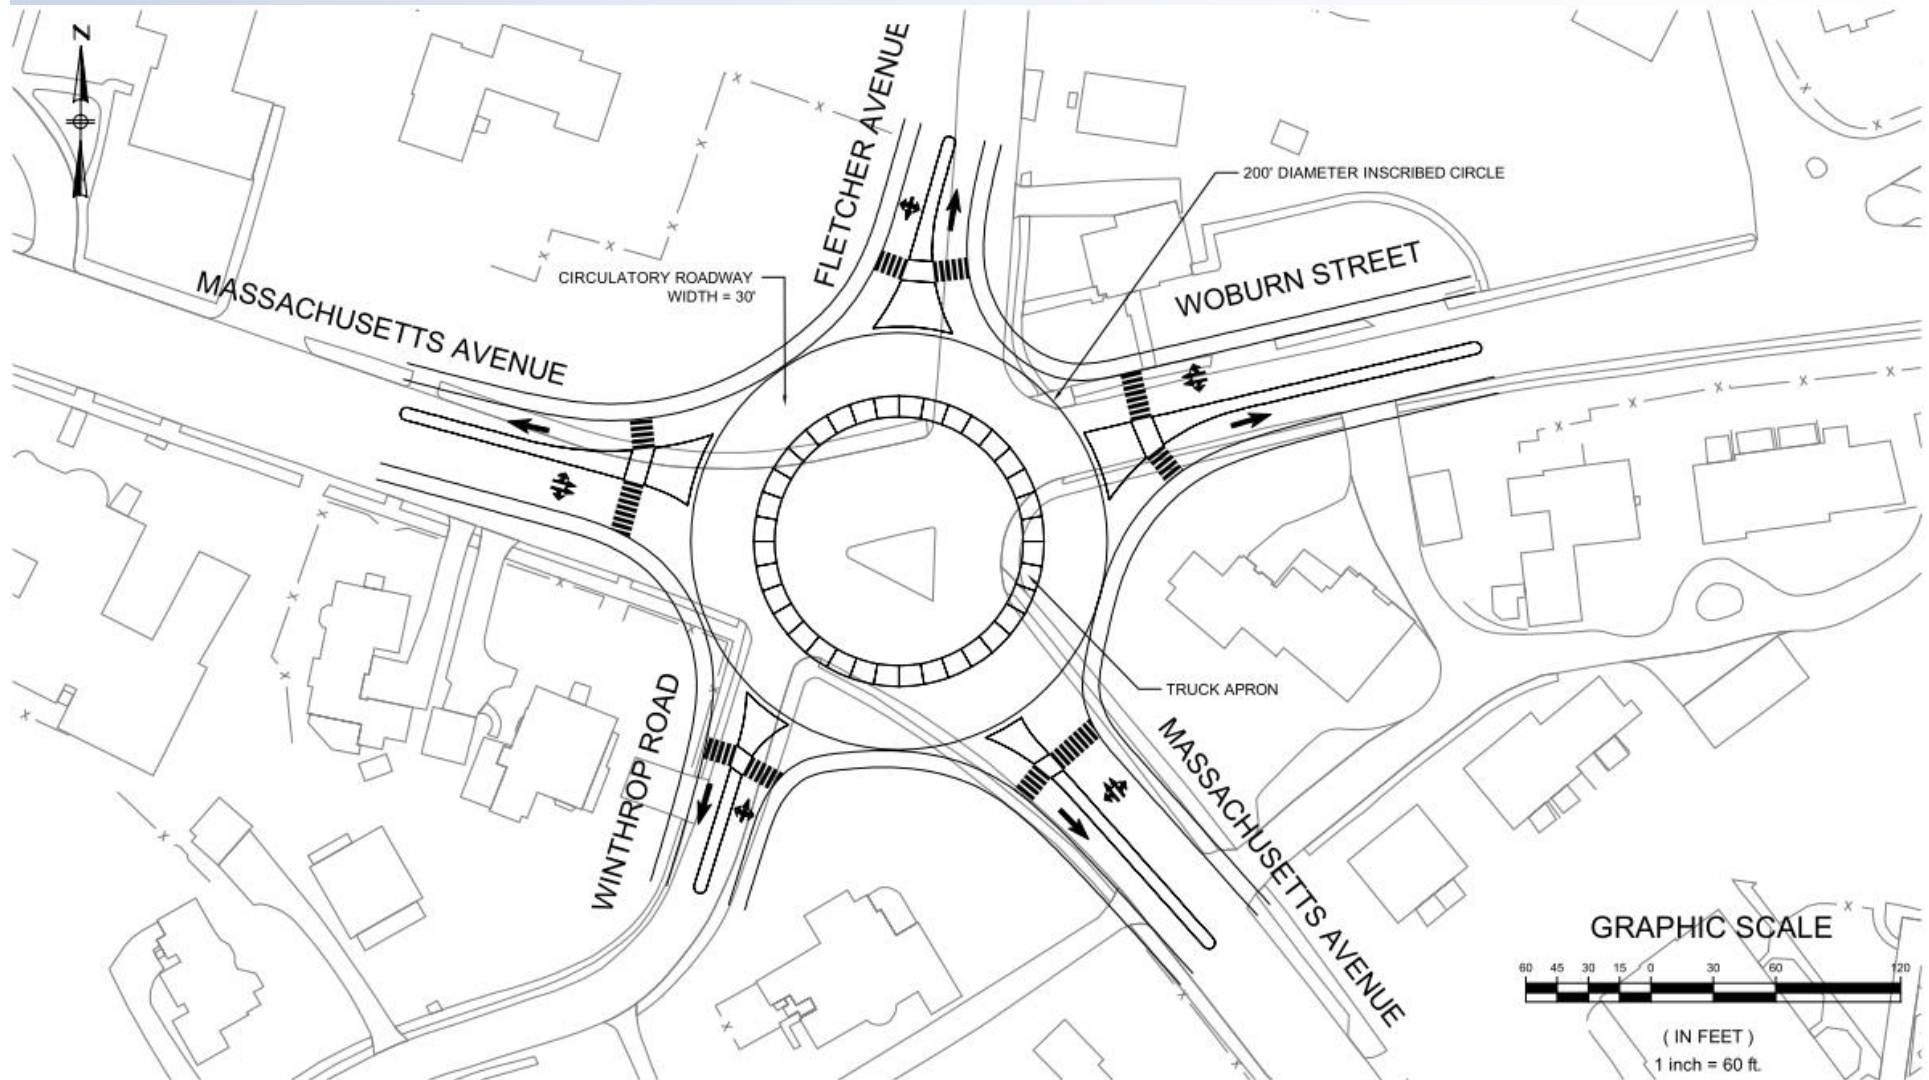 Z
FLETCHER AVENUE
200' DIAMETER INSCRIBED CIRCLE
WOBURN STREET
MASSACHUSETTS AVENUE
CIRCULATORY ROADWAY
WIDTH = 30'
TRUCK APRON
WINTHROP ROAD
MASSACHUSETTS AVENUE
GRAPHIC SCALE
60 45 30 15 0 30 60 120
( IN FEET )
1 inch = 60 ft.